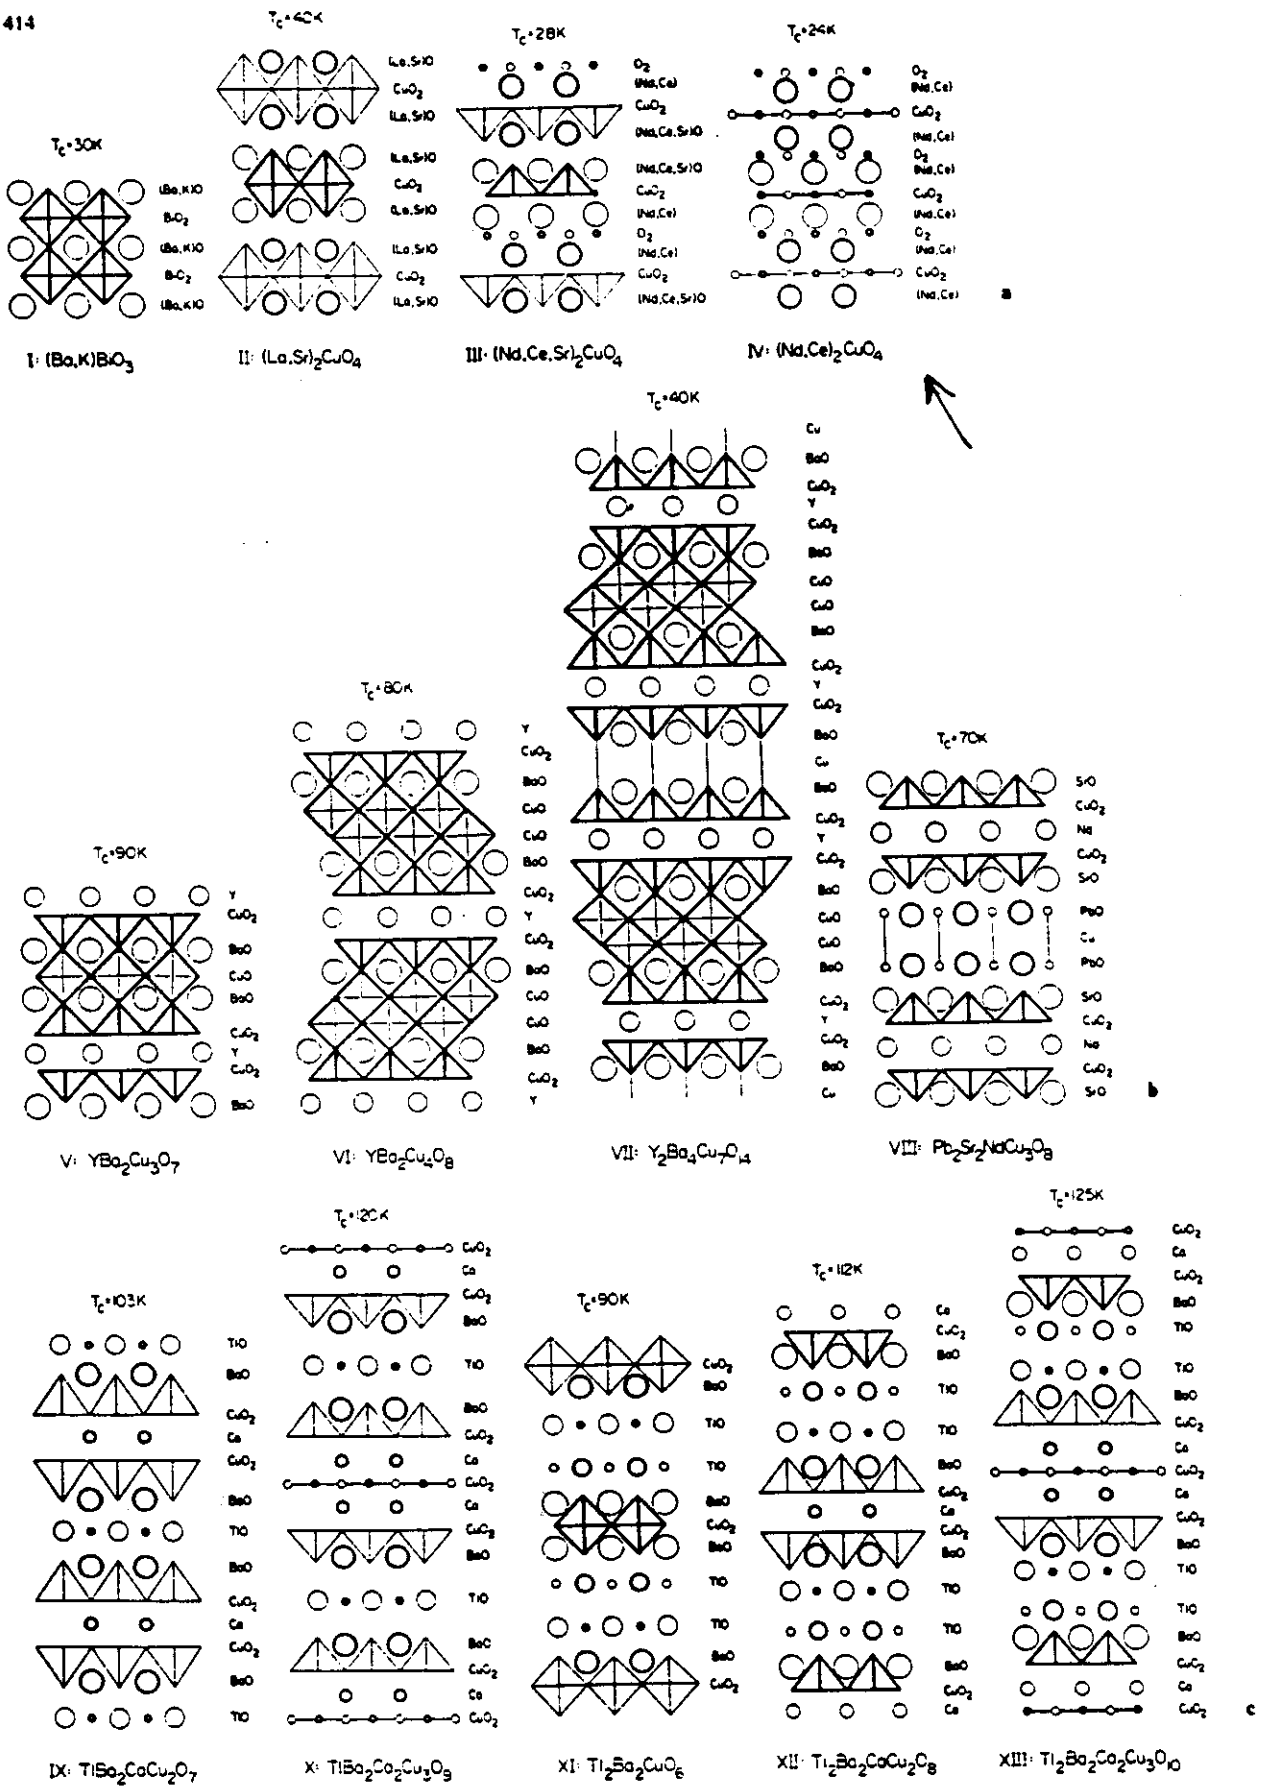 414
Tc=30K
(Ba,K)O
BiO2
(Ba,K)O
BiO2
(Ba,K)O
I: (Ba,K)BiO3
Tc=40K
(La,Sr)O
CuO2
(La,Sr)O
(La,Sr)O
CuO2
(La,Sr)O
(La,Sr)O
CuO2
(La,Sr)O
II: (La,Sr)2CuO4
Tc=28K
O2
(Nd,Ce)
CuO2
(Nd,Ce,Sr)O
(Nd,Ce,Sr)O
CuO2
(Nd,Ce)
O2
(Nd,Ce)
CuO2
(Nd,Ce,Sr)O
III: (Nd,Ce,Sr)2CuO4
Tc=24K
O2
(Nd,Ce)
CuO2
(Nd,Ce)
O2
(Nd,Ce)
CuO2
(Nd,Ce)
O2
(Nd,Ce)
CuO2
(Nd,Ce)
IV: (Nd,Ce)2CuO4
a
Tc=90K
Y
CuO2
BaO
CuO
BaO
CuO2
Y
CuO2
BaO
V: YBa2Cu3O7
Tc=80K
Y
CuO2
BaO
CuO
CuO
BaO
CuO2
Y
CuO2
BaO
CuO
CuO
BaO
CuO2
Y
VI: YBa2Cu4O8
Tc=40K
Cu
BaO
CuO2
Y
CuO2
BaO
CuO
CuO
BaO
CuO2
Y
CuO2
BaO
Cu
BaO
CuO2
Y
CuO2
BaO
CuO
CuO
BaO
CuO2
Y
CuO2
BaO
Cu
VII: Y2Ba4Cu7O14
Tc=70K
SrO
CuO2
Nd
CuO2
SrO
PbO
Cu
PbO
SrO
CuO2
Nd
CuO2
SrO
VIII: Pb2Sr2NdCu3O8
b
Tc=103K
TlO
BaO
CuO2
Ca
CuO2
BaO
TlO
BaO
CuO2
Ca
CuO2
BaO
TlO
IX: TlBa2CaCu2O7
Tc=120K
CuO2
Ca
CuO2
BaO
TlO
BaO
CuO2
Ca
CuO2
Ca
CuO2
BaO
TlO
BaO
CuO2
Ca
CuO2
X: TlBa2Ca2Cu3O9
Tc=90K
CuO2
BaO
TlO
TlO
BaO
CuO2
BaO
TlO
TlO
BaO
CuO2
XI: Tl2Ba2CuO6
Tc=112K
Ca
CuO2
BaO
TlO
TlO
BaO
CuO2
Ca
CuO2
BaO
TlO
TlO
BaO
CuO2
Ca
XII: Tl2Ba2CaCu2O8
Tc=125K
CuO2
Ca
CuO2
BaO
TlO
TlO
BaO
CuO2
Ca
CuO2
Ca
CuO2
BaO
TlO
TlO
BaO
CuO2
Ca
CuO2
XIII: Tl2Ba2Ca2Cu3O10
c